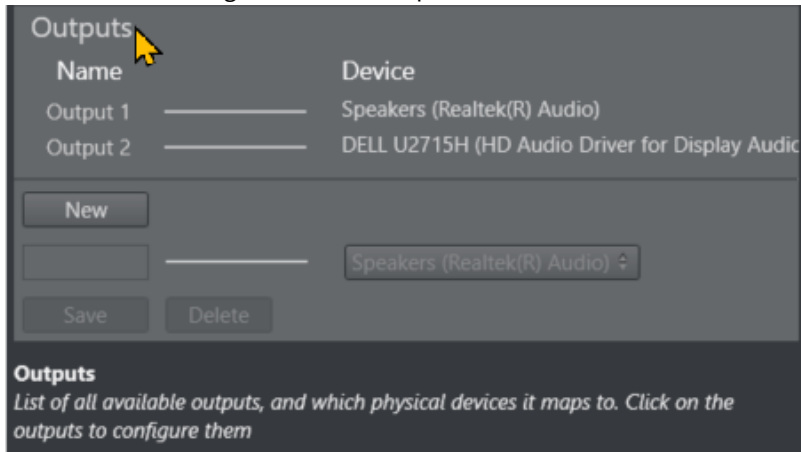 Outputs
Name Device
Output 1 Speakers (Realtek(R) Audio)
Output 2 DELL U2715H (HD Audio Driver for Display Audio
New
Speakers (Realtek(R) Audio)
Save Delete
Outputs
List of all available outputs, and which physical devices it maps to. Click on the
outputs to configure them